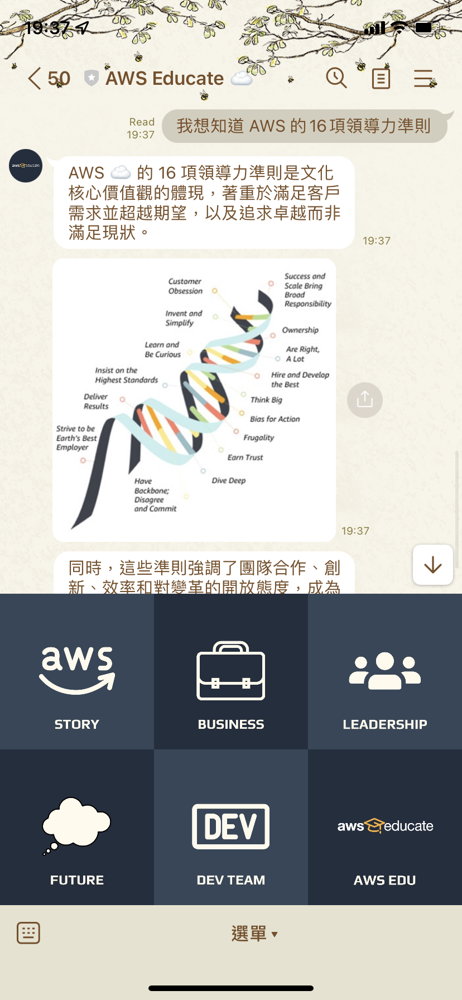 19:37
50 AWS Educate
Read
19:37
我想知道 AWS 的16項領導力準則
aws educate
AWS ☁️ 的 16 項領導力準則是文化
核心價值觀的體現，著重於滿足客戶
需求並超越期望，以及追求卓越而非
滿足現狀。
19:37
Customer
Obsession
Success and
Scale Bring
Broad
Responsibility
Invent and
Simplify
Ownership
Learn and
Be Curious
Are Right,
A Lot
Insist on the
Highest Standards
Hire and Develop
the Best
Deliver
Results
Think Big
Bias for Action
Strive to be
Earth's Best
Employer
Frugality
Earn Trust
Have
Backbone;
Disagree
and Commit
Dive Deep
19:37
同時，這些準則強調了團隊合作、創
新、效率和對變革的開放態度，成為
aws
STORY
BUSINESS
LEADERSHIP
FUTURE
DEV
DEV TEAM
aws educate
AWS EDU
選單